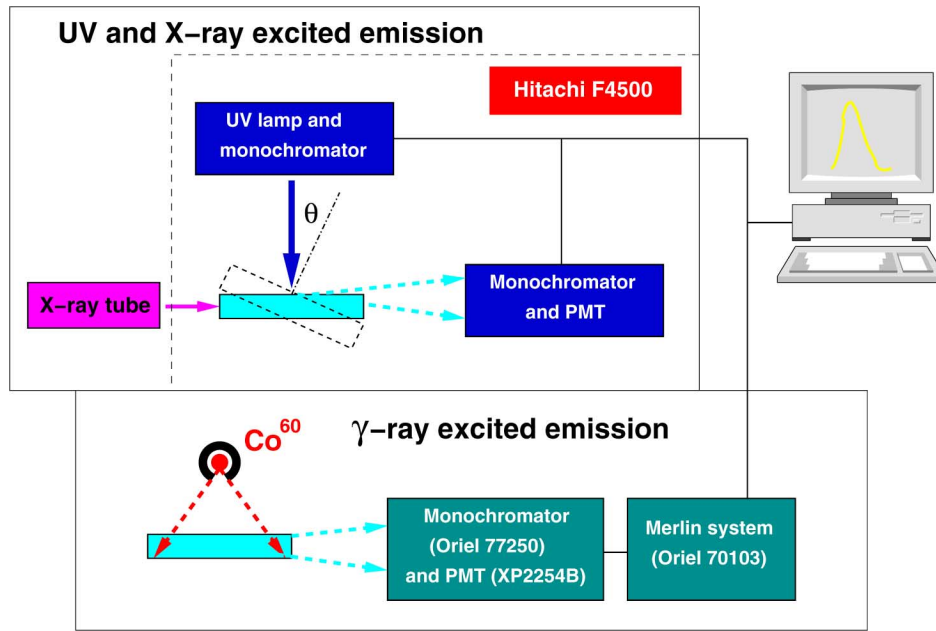 UV and X−ray excited emission
Hitachi F4500
UV lamp and
monochromator
θ
Monochromator
and PMT
X−ray tube
Co60
γ−ray excited emission
Monochromator
(Oriel 77250)
and PMT (XP2254B)
Merlin system
(Oriel 70103)